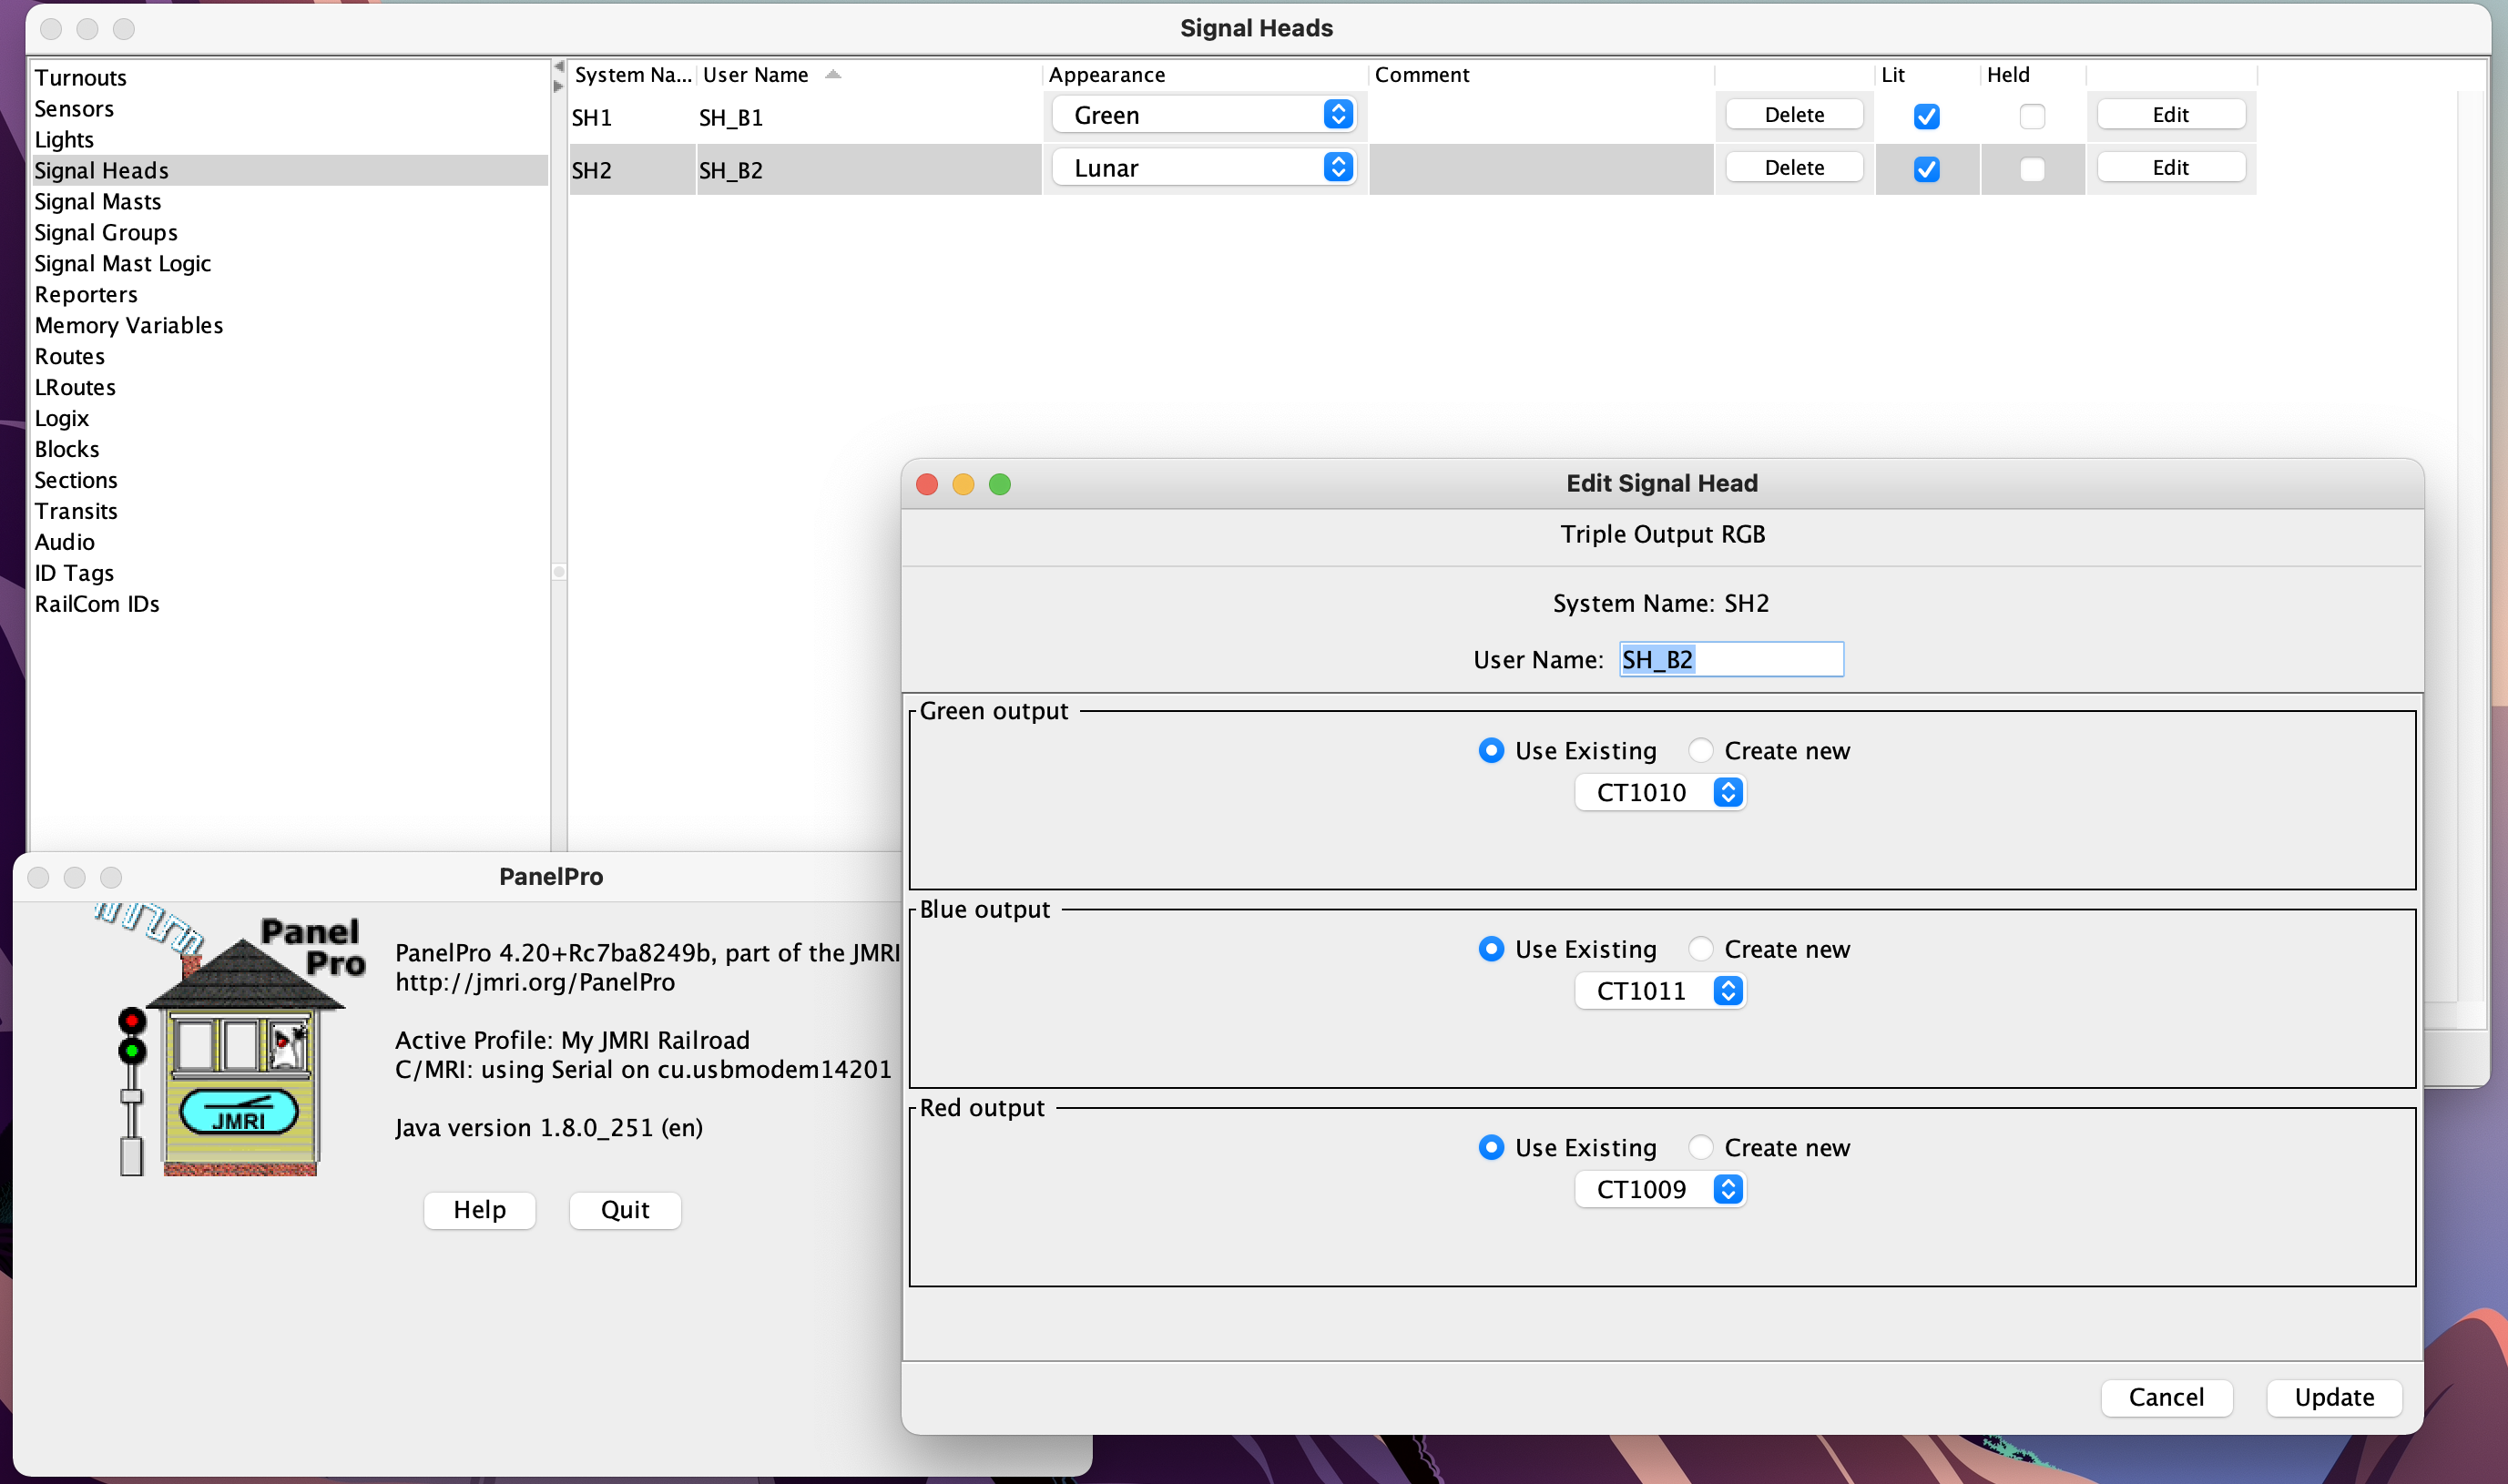 Signal Heads
Turnouts
Sensors
Lights
Signal Heads
Signal Masts
Signal Groups
Signal Mast Logic
Reporters
Memory Variables
Routes
LRoutes
Logix
Blocks
Sections
Transits
Audio
ID Tags
RailCom IDs
System Na... User Name Appearance Comment Lit Held
SH1 SH_B1 Green Delete Edit
SH2 SH_B2 Lunar Delete Edit
Edit Signal Head
Triple Output RGB
System Name: SH2
User Name: SH_B2
Green output
Use Existing Create new
CT1010
Blue output
Use Existing Create new
CT1011
Red output
Use Existing Create new
CT1009
Cancel Update
PanelPro
Panel
Pro
JMRI
PanelPro 4.20+Rc7ba8249b, part of the JMRI
http://jmri.org/PanelPro
Active Profile: My JMRI Railroad
C/MRI: using Serial on cu.usbmodem14201
Java version 1.8.0_251 (en)
Help Quit